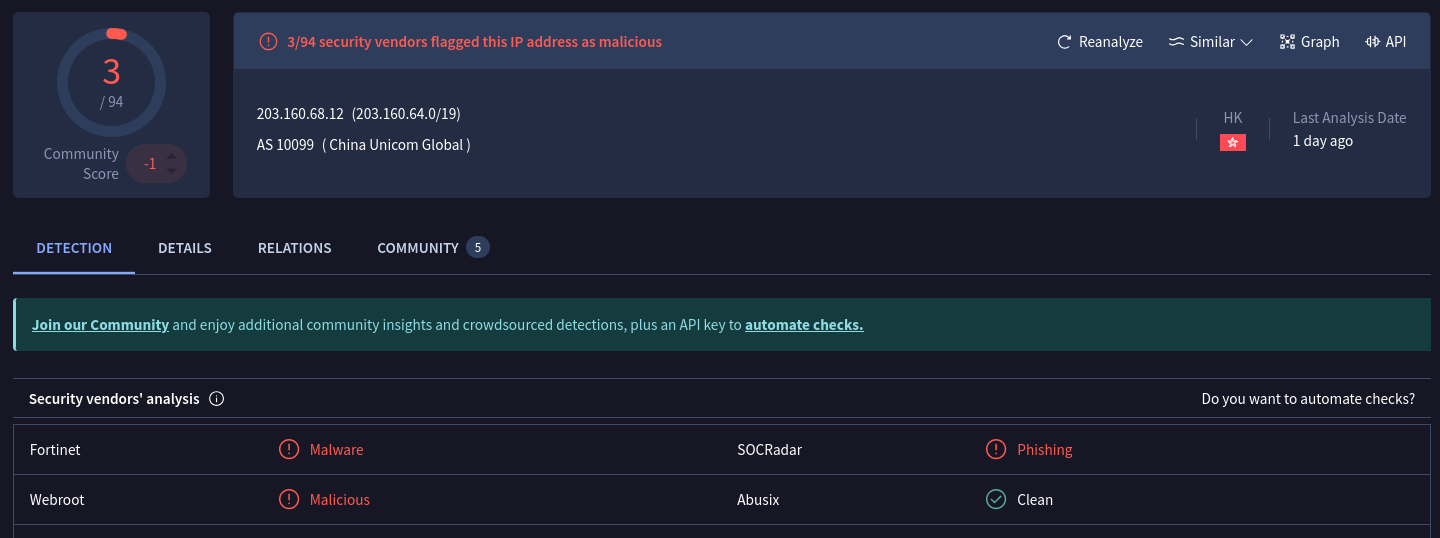 3
/ 94
Community
Score
-1
3/94 security vendors flagged this IP address as malicious
Reanalyze
Similar
Graph
API
203.160.68.12 (203.160.64.0/19)
AS 10099 ( China Unicom Global )
HK
Last Analysis Date
1 day ago
DETECTION
DETAILS
RELATIONS
COMMUNITY 5
Join our Community and enjoy additional community insights and crowdsourced detections, plus an API key to automate checks.
Security vendors' analysis
Do you want to automate checks?
Fortinet Malware SOCRadar Phishing
Webroot Malicious Abusix Clean